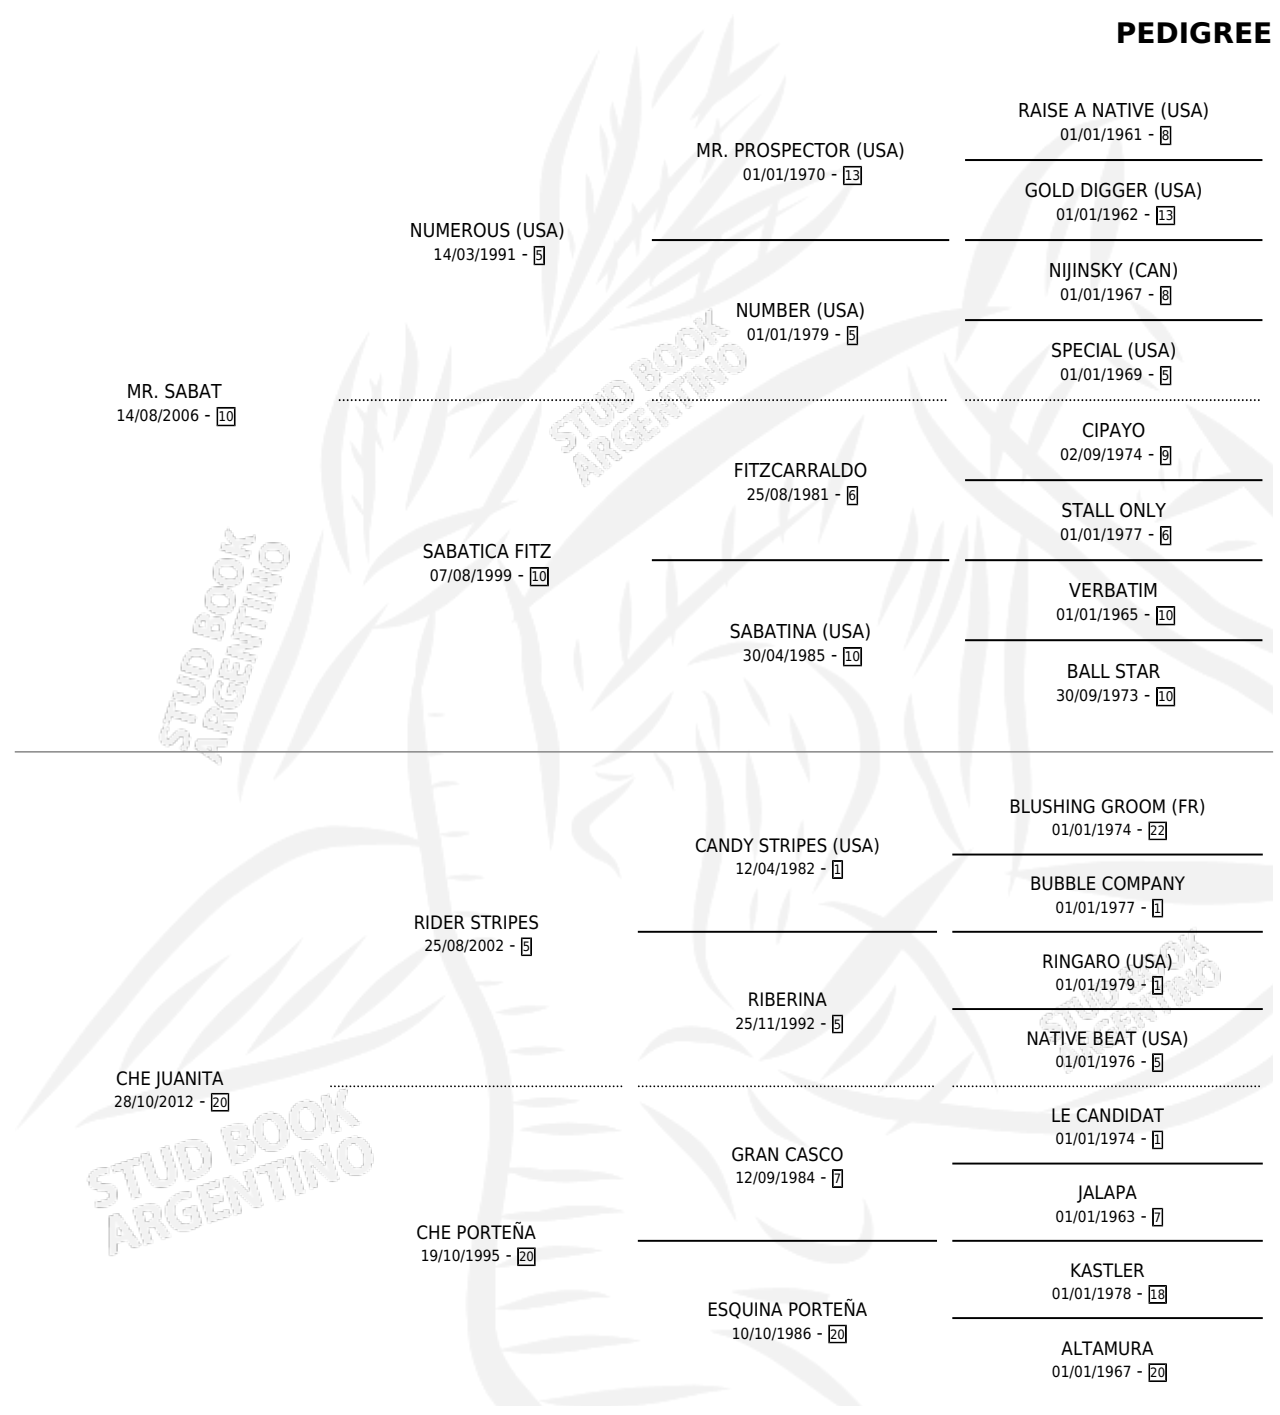 PEDIGREE
RAISE A NATIVE (USA)
01/01/1961 - 8
MR. PROSPECTOR (USA)
01/01/1970 - 13
GOLD DIGGER (USA)
01/01/1962 - 13
NUMEROUS (USA)
14/03/1991 - 5
NIJINSKY (CAN)
01/01/1967 - 8
NUMBER (USA)
01/01/1979 - 5
SPECIAL (USA)
01/01/1969 - 5
MR. SABAT
14/08/2006 - 10
CIPAYO
02/09/1974 - 9
FITZCARRALDO
25/08/1981 - 6
STALL ONLY
01/01/1977 - 6
SABATICA FITZ
07/08/1999 - 10
VERBATIM
01/01/1965 - 10
SABATINA (USA)
30/04/1985 - 10
BALL STAR
30/09/1973 - 10
BLUSHING GROOM (FR)
01/01/1974 - 22
CANDY STRIPES (USA)
12/04/1982 - 1
BUBBLE COMPANY
01/01/1977 - 1
RIDER STRIPES
25/08/2002 - 5
RINGARO (USA)
01/01/1979 - 1
RIBERINA
25/11/1992 - 5
NATIVE BEAT (USA)
01/01/1976 - 5
CHE JUANITA
28/10/2012 - 20
LE CANDIDAT
01/01/1974 - 1
GRAN CASCO
12/09/1984 - 7
JALAPA
01/01/1963 - 7
CHE PORTEÑA
19/10/1995 - 20
KASTLER
01/01/1978 - 18
ESQUINA PORTEÑA
10/10/1986 - 20
ALTAMURA
01/01/1967 - 20
STUD BOOK
ARGENTINO
STUD BOOK
ARGENTINO
STUD BOOK
ARGENTINO
STUD BOOK
ARGENTINO